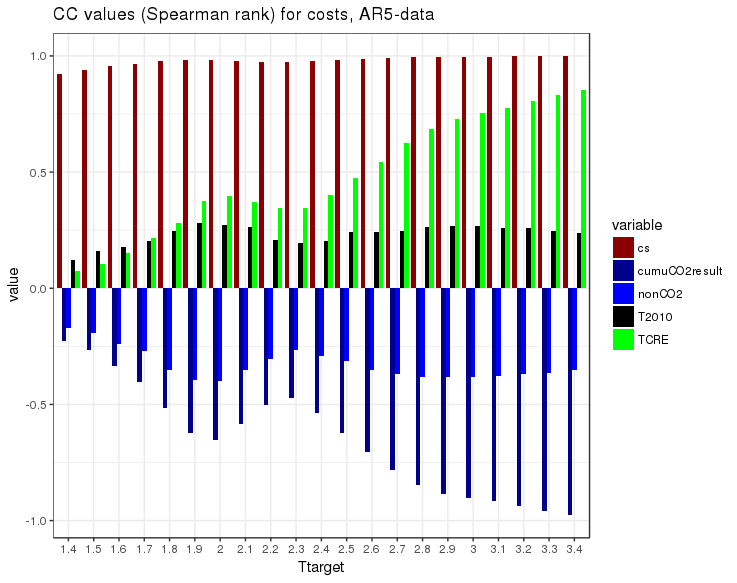 CC values (Spearman rank) for costs, AR5-data
1.0
0.5
0.0
-0.5
-1.0
value
1.4 1.5 1.6 1.7 1.8 1.9 2 2.1 2.2 2.3 2.4 2.5 2.6 2.7 2.8 2.9 3 3.1 3.2 3.3 3.4
Ttarget
variable
cs
cumuCO2result
nonCO2
T2010
TCRE